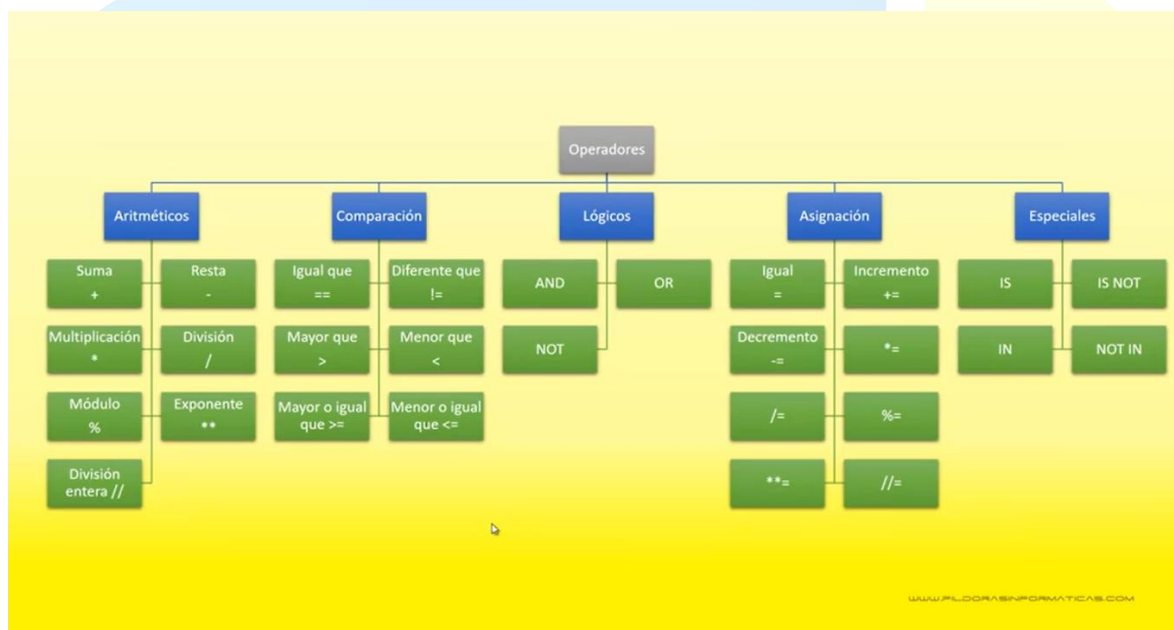 Operadores
Aritméticos
Comparación
Lógicos
Asignación
Especiales
Suma
+
Resta
-
Multiplicación
*
División
/
Módulo
%
Exponente
**
División
entera //
Igual que
==
Diferente que
!=
Mayor que
>
Menor que
<
Mayor o igual
que >=
Menor o igual
que <=
AND
OR
NOT
Igual
=
Incremento
+=
Decremento
-=
*=
/=
%=
**=
//=
IS
IS NOT
IN
NOT IN
WWW.PILDORASINFORMATICAS.COM